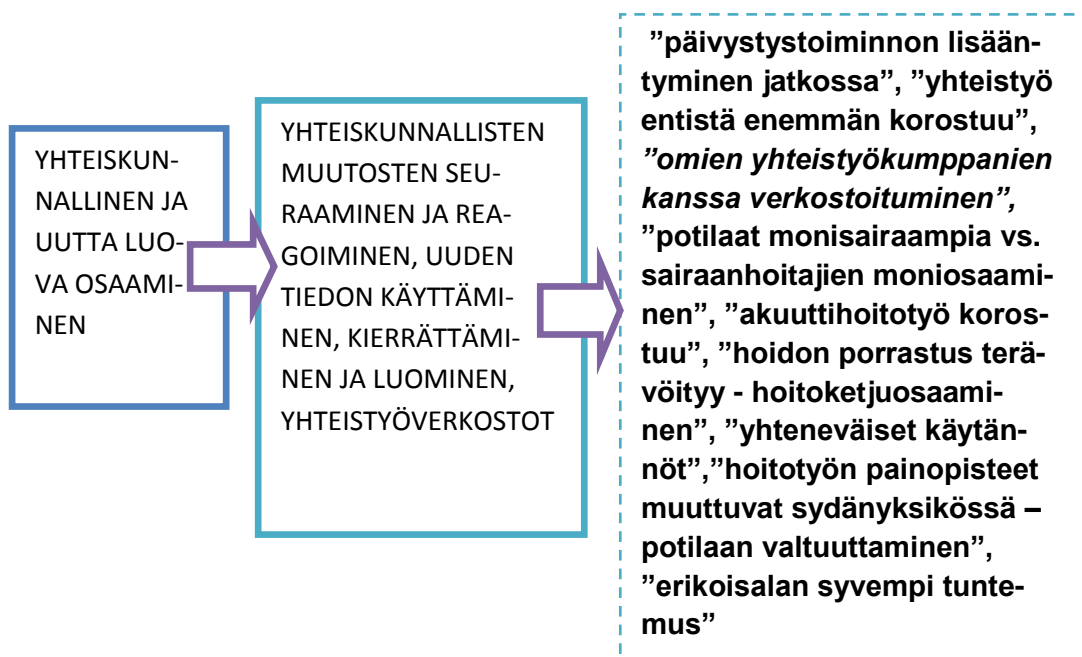 YHTEISKUN-
NALLINEN JA
UUTTA LUO-
VA OSAAMI-
NEN
YHTEISKUNNALLISTEN
MUUTOSTEN SEU-
RAAMINEN JA REA-
GOIMINEN, UUDEN
TIEDON KÄYTTÄMI-
NEN, KIERRÄTTÄMI-
NEN JA LUOMINEN,
YHTEISTYÖVERKOSTOT
”päivystystoiminnon lisään-
tyminen jatkossa”, ”yhteistyö
entistä enemmän korostuu”,
”omien yhteistyökumppanien
kanssa verkostoituminen”,
”potilaat monisairaampia vs.
sairaanhoitajien moniosaami-
nen”, ”akuuttihoitotyö koros-
tuu”, ”hoidon porrastus terä-
vöityy - hoitoketjuosaami-
nen”, ”yhteneväiset käytän-
nöt”,”hoitotyön painopisteet
muuttuvat sydänyksikössä –
potilaan valtuuttaminen”,
”erikoisalan syvempi tunte-
mus”